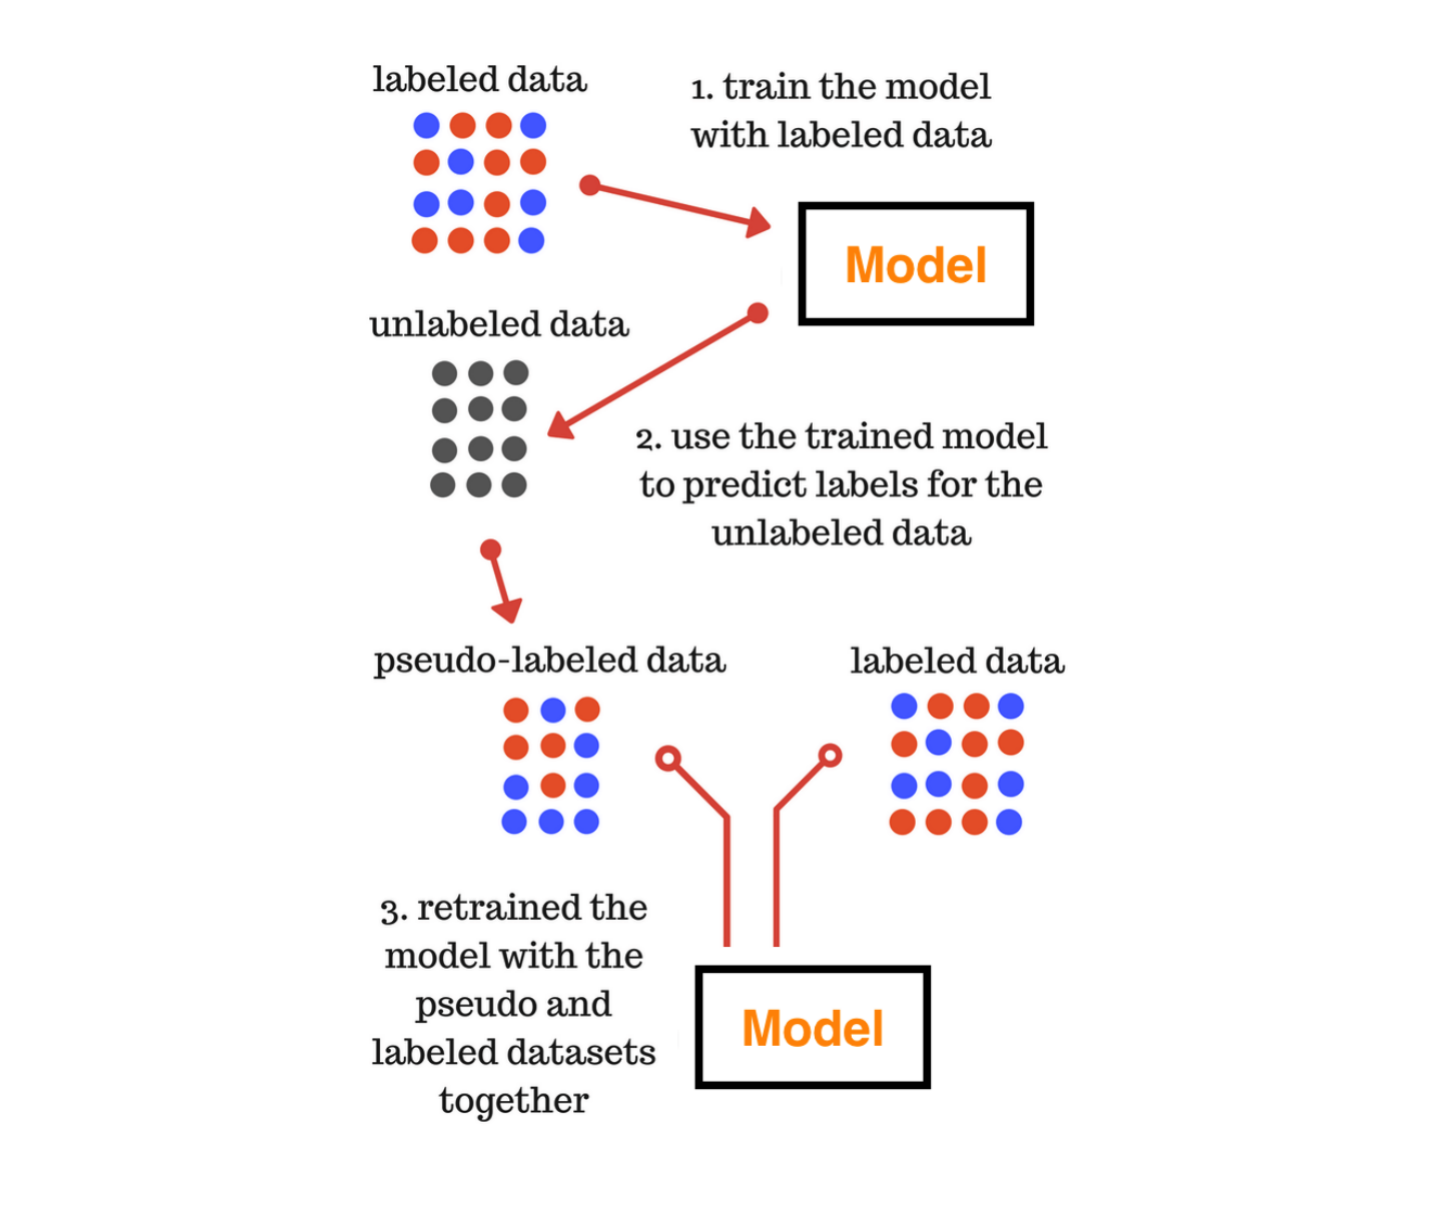 labeled data
1. train the model
with labeled data
Model
unlabeled data
2. use the trained model
to predict labels for the
unlabeled data
pseudo-labeled data
labeled data
3. retrained the
model with the
pseudo and
labeled datasets
together
Model